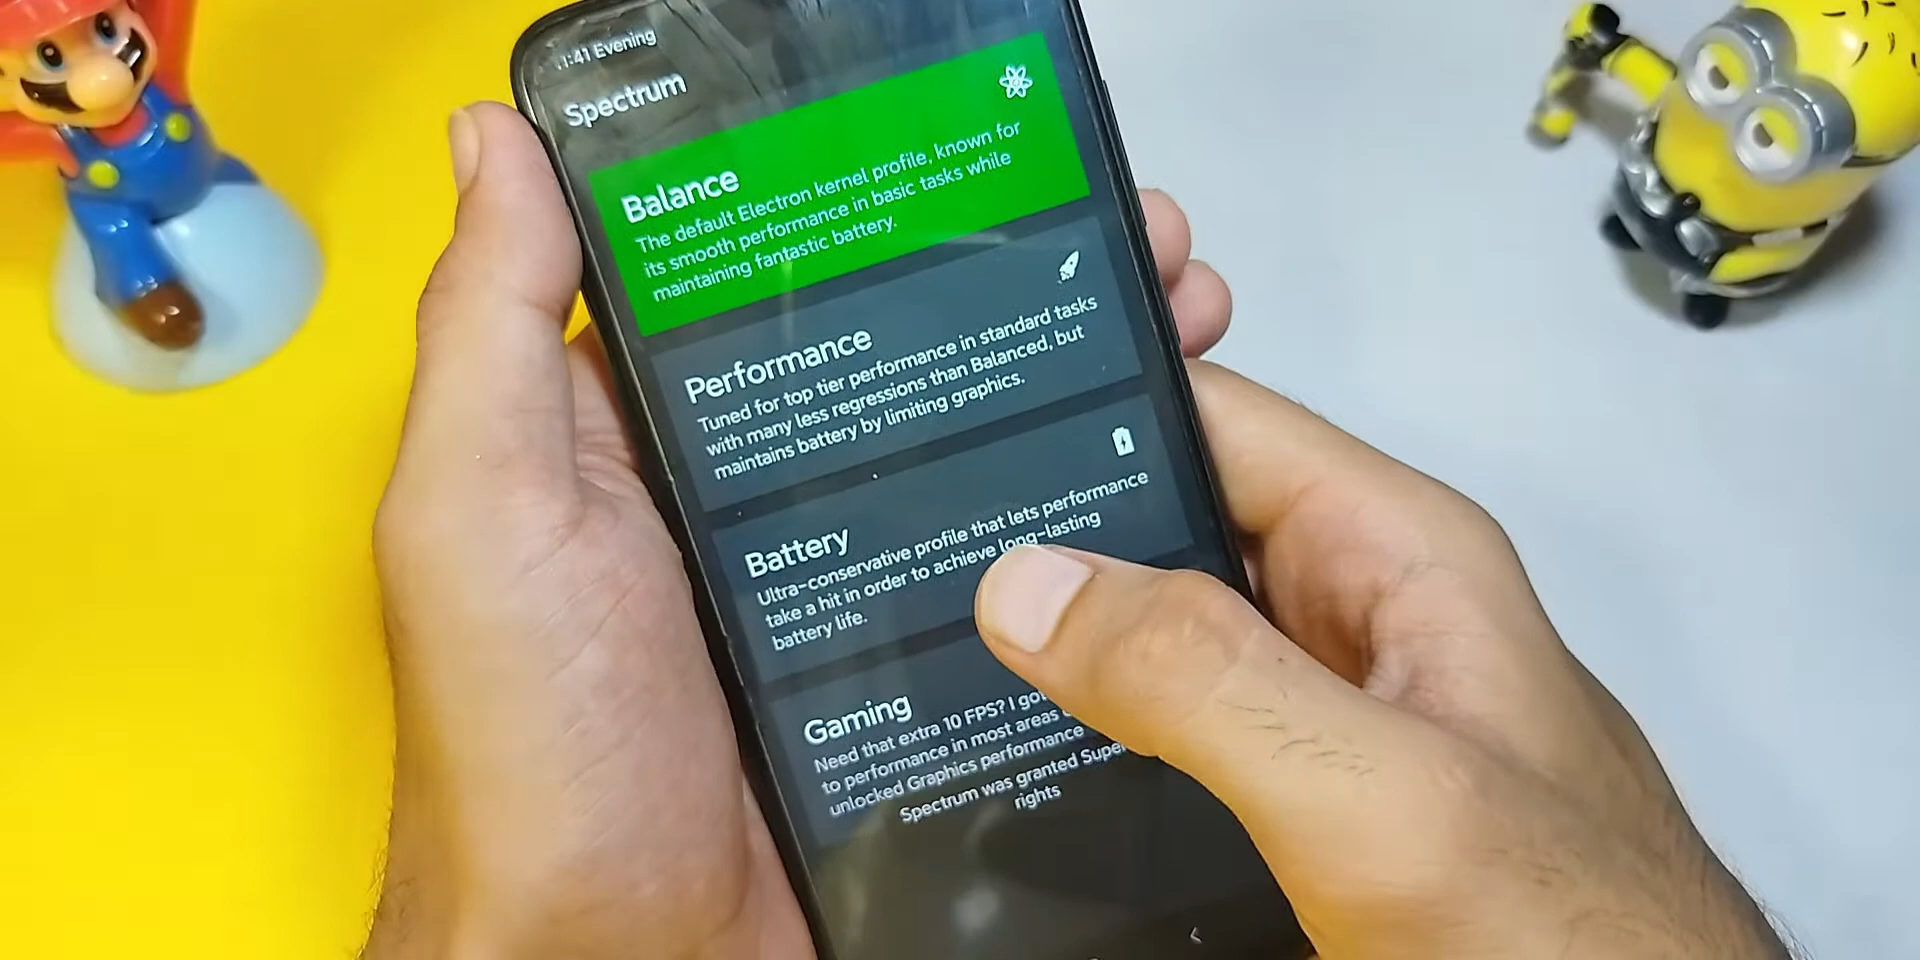 :41 Evening
Spectrum
Balance
The default Electron kernel profile, known for
its smooth performance in basic tasks while
maintaining fantastic battery.
Performance
Tuned for top tier performance in standard tasks
with many less regressions than Balanced, but
maintains battery by limiting graphics.
Battery
Ultra-conservative profile that lets performance
take a hit in order to achieve long-lasting
battery life.
Gaming
Need that extra 10 FPS? I got
to performance in most areas
unlocked Graphics performance
Spectrum was granted Super
rights